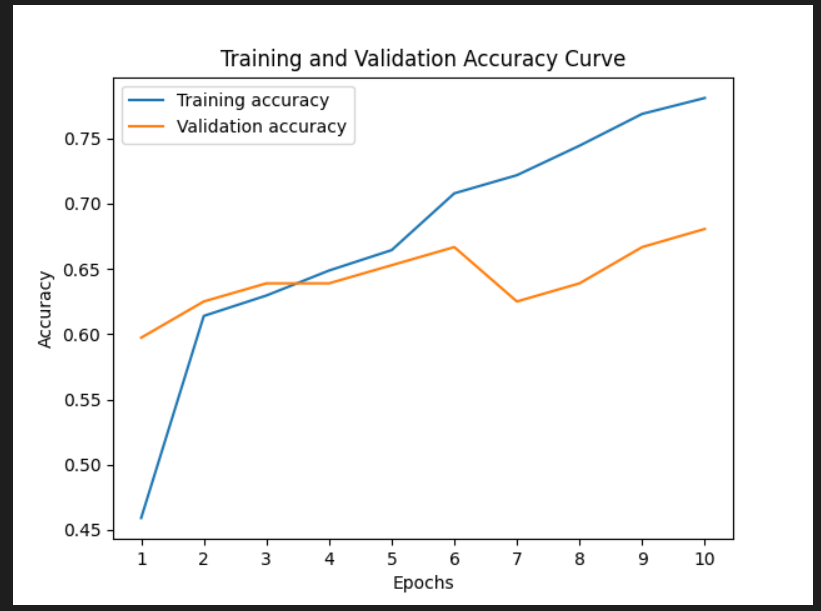 Training and Validation Accuracy Curve
Training accuracy
Validation accuracy
0.75
0.70
0.65
0.60
0.55
0.50
0.45
Accuracy
1 2 3 4 5 6 7 8 9 10
Epochs